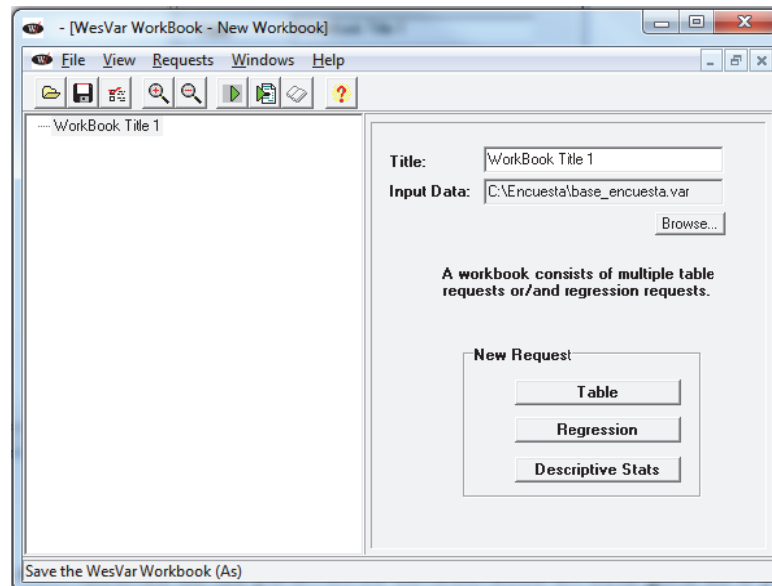 - [WesVar WorkBook - New Workbook]
File View Requests Windows Help
WorkBook Title 1
Title: WorkBook Title 1
Input Data: C:\Encuesta\base_encuesta.var
Browse...
A workbook consists of multiple table
requests or/and regression requests.
New Request
Table
Regression
Descriptive Stats
Save the WesVar Workbook (As)